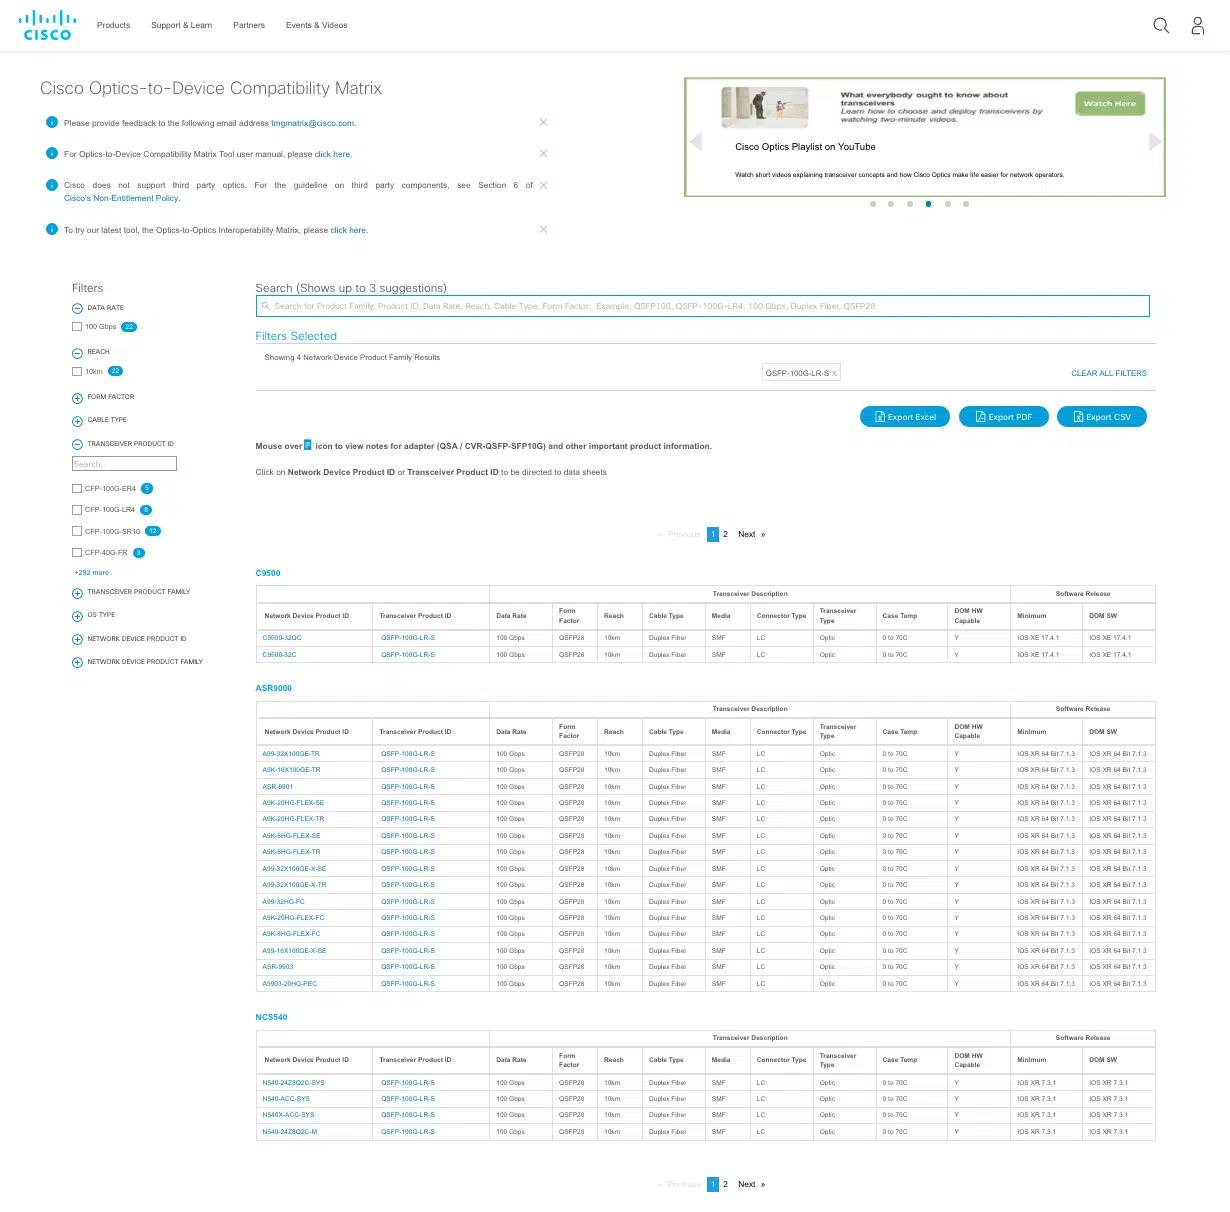 CISCO
Products Support & Learn Partners Events & Videos
Cisco Optics-to-Device Compatibility Matrix
Please provide feedback to the following email address tmgmatrix@cisco.com.
For Optics-to-Device Compatibility Matrix Tool user manual, please click here.
Cisco does not support third party optics. For the guideline on third party components, see Section 6 of
Cisco's Non-Entitlement Policy.
To try our latest tool, the Optics-to-Optics Interoperability Matrix, please click here.
What everybody ought to know about
transceivers
Learn how to choose and deploy transceivers by
watching two-minute videos.
Watch Here
Cisco Optics Playlist on YouTube
Watch short videos explaining transceiver concepts and how Cisco Optics make life easier for network operators.
Filters
DATA RATE
100 Gbps 22
REACH
10km 22
FORM FACTOR
CABLE TYPE
TRANSCEIVER PRODUCT ID
Search..
CFP-100G-ER4 5
CFP-100G-LR4 8
CFP-100G-SR10 12
CFP-40G-FR 3
+292 more
TRANSCEIVER PRODUCT FAMILY
OS TYPE
NETWORK DEVICE PRODUCT ID
NETWORK DEVICE PRODUCT FAMILY
Search (Shows up to 3 suggestions)
Search for Product Family, Product ID, Data Rate, Reach, Cable Type, Form Factor; Example: QSFP100, QSFP-100G-LR4, 100 Gbps, Duplex Fiber, QSFP28
Filters Selected
Showing 4 Network Device Product Family Results
QSFP-100G-LR-S X
CLEAR ALL FILTERS
Export Excel Export PDF Export CSV
Mouse over icon to view notes for adapter (QSA / CVR-QSFP-SFP10G) and other important product information.
Click on Network Device Product ID or Transceiver Product ID to be directed to data sheets
« Previous 1 2 Next »
C9500
Transceiver Description Software Release
Network Device Product ID Transceiver Product ID Data Rate Form Factor Reach Cable Type Media Connector Type Transceiver Type Case Temp DOM HW Capable Minimum DOM SW
C9500-32QC QSFP-100G-LR-S 100 Gbps QSFP28 10km Duplex Fiber SMF LC Optic 0 to 70C Y IOS XE 17.4.1 IOS XE 17.4.1
C9500-32C QSFP-100G-LR-S 100 Gbps QSFP28 10km Duplex Fiber SMF LC Optic 0 to 70C Y IOS XE 17.4.1 IOS XE 17.4.1
ASR9000
Transceiver Description Software Release
Network Device Product ID Transceiver Product ID Data Rate Form Factor Reach Cable Type Media Connector Type Transceiver Type Case Temp DOM HW Capable Minimum DOM SW
A99-32X100GE-TR QSFP-100G-LR-S 100 Gbps QSFP28 10km Duplex Fiber SMF LC Optic 0 to 70C Y IOS XR 64 Bit 7.1.3 IOS XR 64 Bit 7.1.3
A9K-16X100GE-TR QSFP-100G-LR-S 100 Gbps QSFP28 10km Duplex Fiber SMF LC Optic 0 to 70C Y IOS XR 64 Bit 7.1.3 IOS XR 64 Bit 7.1.3
ASR-9901 QSFP-100G-LR-S 100 Gbps QSFP28 10km Duplex Fiber SMF LC Optic 0 to 70C Y IOS XR 64 Bit 7.1.3 IOS XR 64 Bit 7.1.3
A9K-20HG-FLEX-SE QSFP-100G-LR-S 100 Gbps QSFP28 10km Duplex Fiber SMF LC Optic 0 to 70C Y IOS XR 64 Bit 7.1.3 IOS XR 64 Bit 7.1.3
A9K-20HG-FLEX-TR QSFP-100G-LR-S 100 Gbps QSFP28 10km Duplex Fiber SMF LC Optic 0 to 70C Y IOS XR 64 Bit 7.1.3 IOS XR 64 Bit 7.1.3
A9K-8HG-FLEX-SE QSFP-100G-LR-S 100 Gbps QSFP28 10km Duplex Fiber SMF LC Optic 0 to 70C Y IOS XR 64 Bit 7.1.3 IOS XR 64 Bit 7.1.3
A9K-8HG-FLEX-TR QSFP-100G-LR-S 100 Gbps QSFP28 10km Duplex Fiber SMF LC Optic 0 to 70C Y IOS XR 64 Bit 7.1.3 IOS XR 64 Bit 7.1.3
A99-32X100GE-X-SE QSFP-100G-LR-S 100 Gbps QSFP28 10km Duplex Fiber SMF LC Optic 0 to 70C Y IOS XR 64 Bit 7.1.3 IOS XR 64 Bit 7.1.3
A99-32X100GE-X-TR QSFP-100G-LR-S 100 Gbps QSFP28 10km Duplex Fiber SMF LC Optic 0 to 70C Y IOS XR 64 Bit 7.1.3 IOS XR 64 Bit 7.1.3
A99-32HG-FC QSFP-100G-LR-S 100 Gbps QSFP28 10km Duplex Fiber SMF LC Optic 0 to 70C Y IOS XR 64 Bit 7.1.3 IOS XR 64 Bit 7.1.3
A9K-20HG-FLEX-FC QSFP-100G-LR-S 100 Gbps QSFP28 10km Duplex Fiber SMF LC Optic 0 to 70C Y IOS XR 64 Bit 7.1.3 IOS XR 64 Bit 7.1.3
A9K-8HG-FLEX-FC QSFP-100G-LR-S 100 Gbps QSFP28 10km Duplex Fiber SMF LC Optic 0 to 70C Y IOS XR 64 Bit 7.1.3 IOS XR 64 Bit 7.1.3
A99-16X100GE-X-SE QSFP-100G-LR-S 100 Gbps QSFP28 10km Duplex Fiber SMF LC Optic 0 to 70C Y IOS XR 64 Bit 7.1.3 IOS XR 64 Bit 7.1.3
ASR-9903 QSFP-100G-LR-S 100 Gbps QSFP28 10km Duplex Fiber SMF LC Optic 0 to 70C Y IOS XR 64 Bit 7.1.3 IOS XR 64 Bit 7.1.3
A9903-20HG-PEC QSFP-100G-LR-S 100 Gbps QSFP28 10km Duplex Fiber SMF LC Optic 0 to 70C Y IOS XR 64 Bit 7.1.3 IOS XR 64 Bit 7.1.3
NCS540
Transceiver Description Software Release
Network Device Product ID Transceiver Product ID Data Rate Form Factor Reach Cable Type Media Connector Type Transceiver Type Case Temp DOM HW Capable Minimum DOM SW
N540-24Z8Q2C-SYS QSFP-100G-LR-S 100 Gbps QSFP28 10km Duplex Fiber SMF LC Optic 0 to 70C Y IOS XR 7.3.1 IOS XR 7.3.1
N540-ACC-SYS QSFP-100G-LR-S 100 Gbps QSFP28 10km Duplex Fiber SMF LC Optic 0 to 70C Y IOS XR 7.3.1 IOS XR 7.3.1
N540X-ACC-SYS QSFP-100G-LR-S 100 Gbps QSFP28 10km Duplex Fiber SMF LC Optic 0 to 70C Y IOS XR 7.3.1 IOS XR 7.3.1
N540-24Z8Q2C-M QSFP-100G-LR-S 100 Gbps QSFP28 10km Duplex Fiber SMF LC Optic 0 to 70C Y IOS XR 7.3.1 IOS XR 7.3.1
« Previous 1 2 Next »